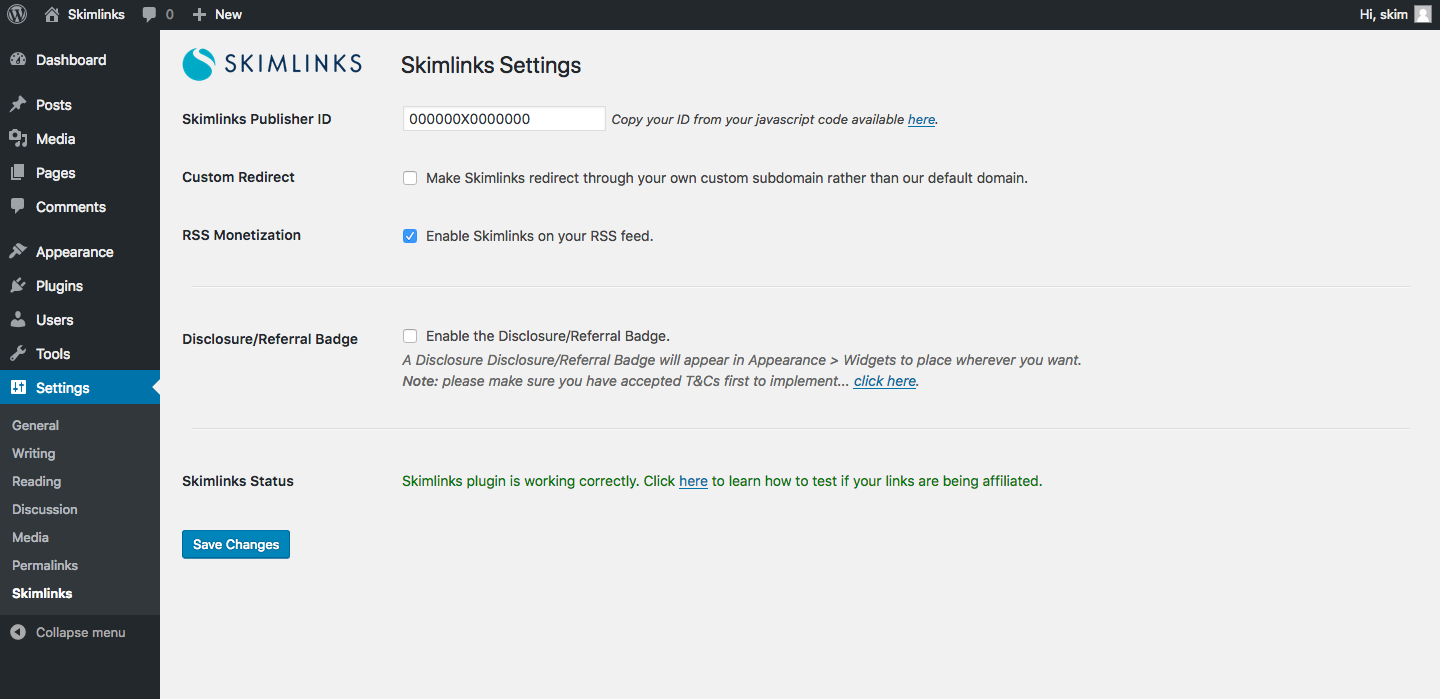 Skimlinks 0 New Hi, skim
Dashboard
Posts
Media
Pages
Comments
Appearance
Plugins
Users
Tools
Settings
General
Writing
Reading
Discussion
Media
Permalinks
Skimlinks
Collapse menu
SKIMLINKS Skimlinks Settings
Skimlinks Publisher ID 000000X0000000 Copy your ID from your javascript code available here.
Custom Redirect Make Skimlinks redirect through your own custom subdomain rather than our default domain.
RSS Monetization Enable Skimlinks on your RSS feed.
Disclosure/Referral Badge Enable the Disclosure/Referral Badge.
A Disclosure Disclosure/Referral Badge will appear in Appearance > Widgets to place wherever you want.
Note: please make sure you have accepted T&Cs first to implement... click here.
Skimlinks Status Skimlinks plugin is working correctly. Click here to learn how to test if your links are being affiliated.
Save Changes